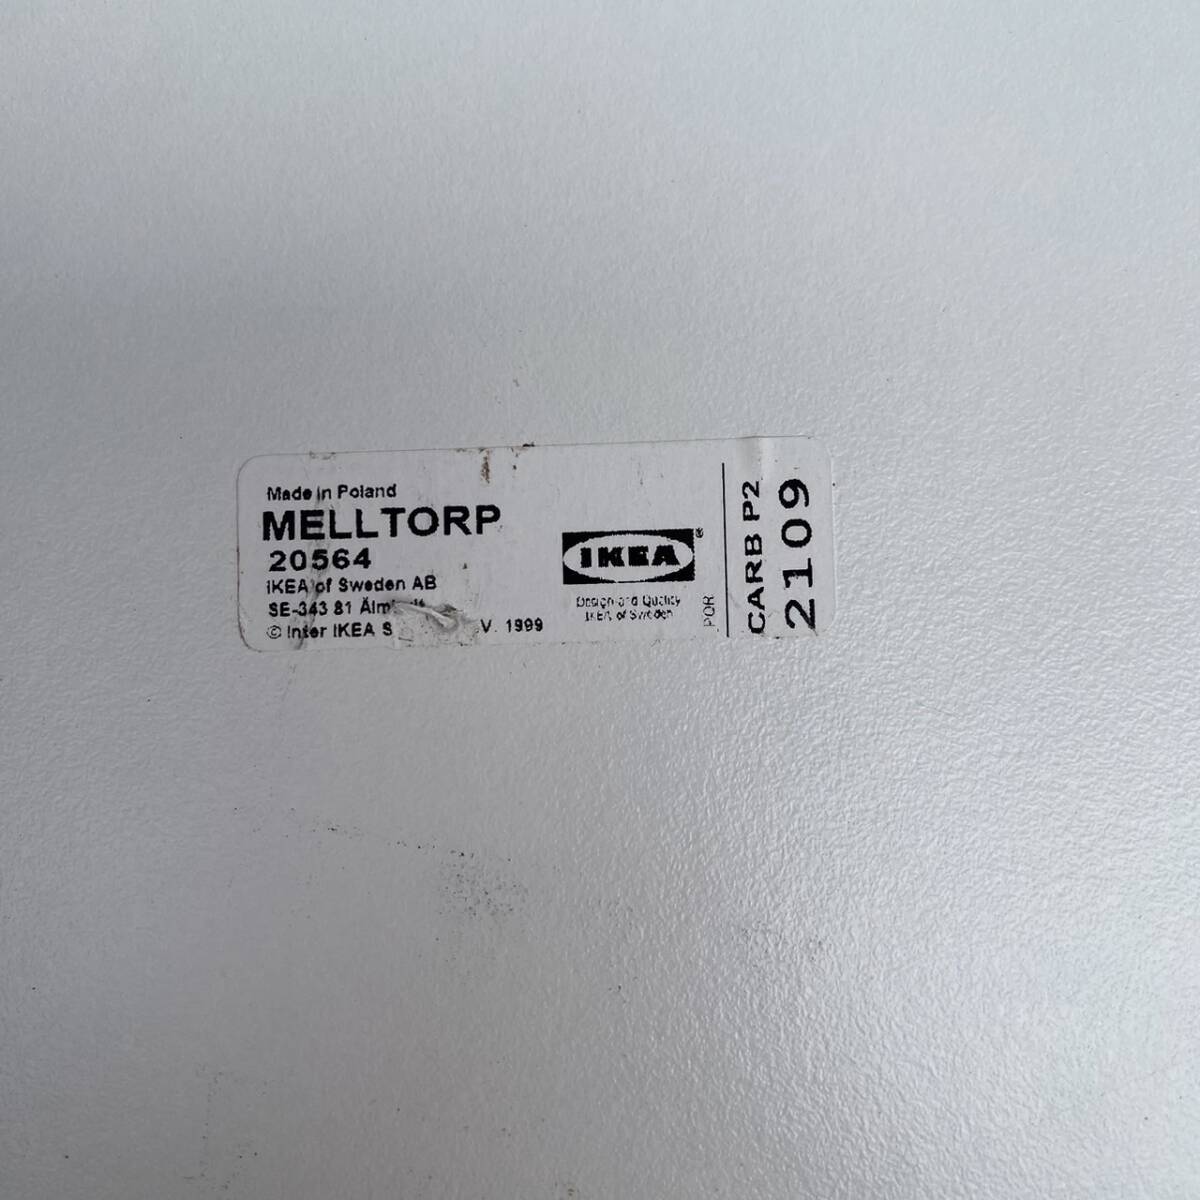 Made in Poland
MELLTORP
20564
IKEA of Sweden AB
SE-343 81
© Inter IKEA S V. 1999
IKEA®
Design and Quality
IKEA of Sweden
PQR
CARB P2
2109